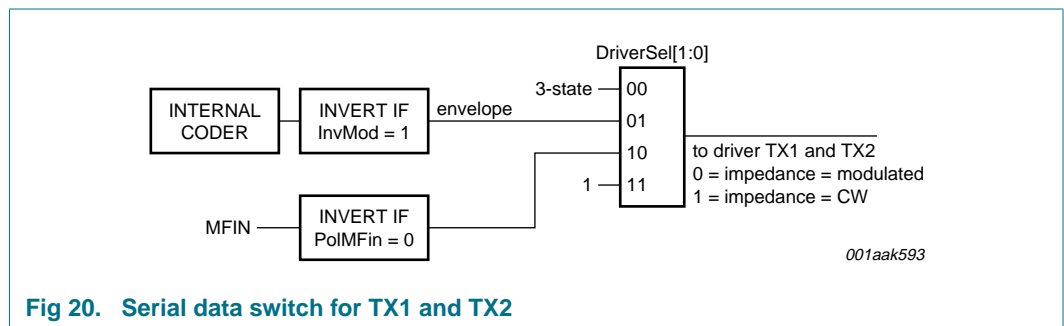 DriverSel[1:0]
3-state
00
INTERNAL
CODER
INVERT IF
InvMod = 1
envelope
01
10
to driver TX1 and TX2
0 = impedance = modulated
1 = impedance = CW
1
11
MFIN
INVERT IF
PolMFin = 0
001aak593
Fig 20. Serial data switch for TX1 and TX2